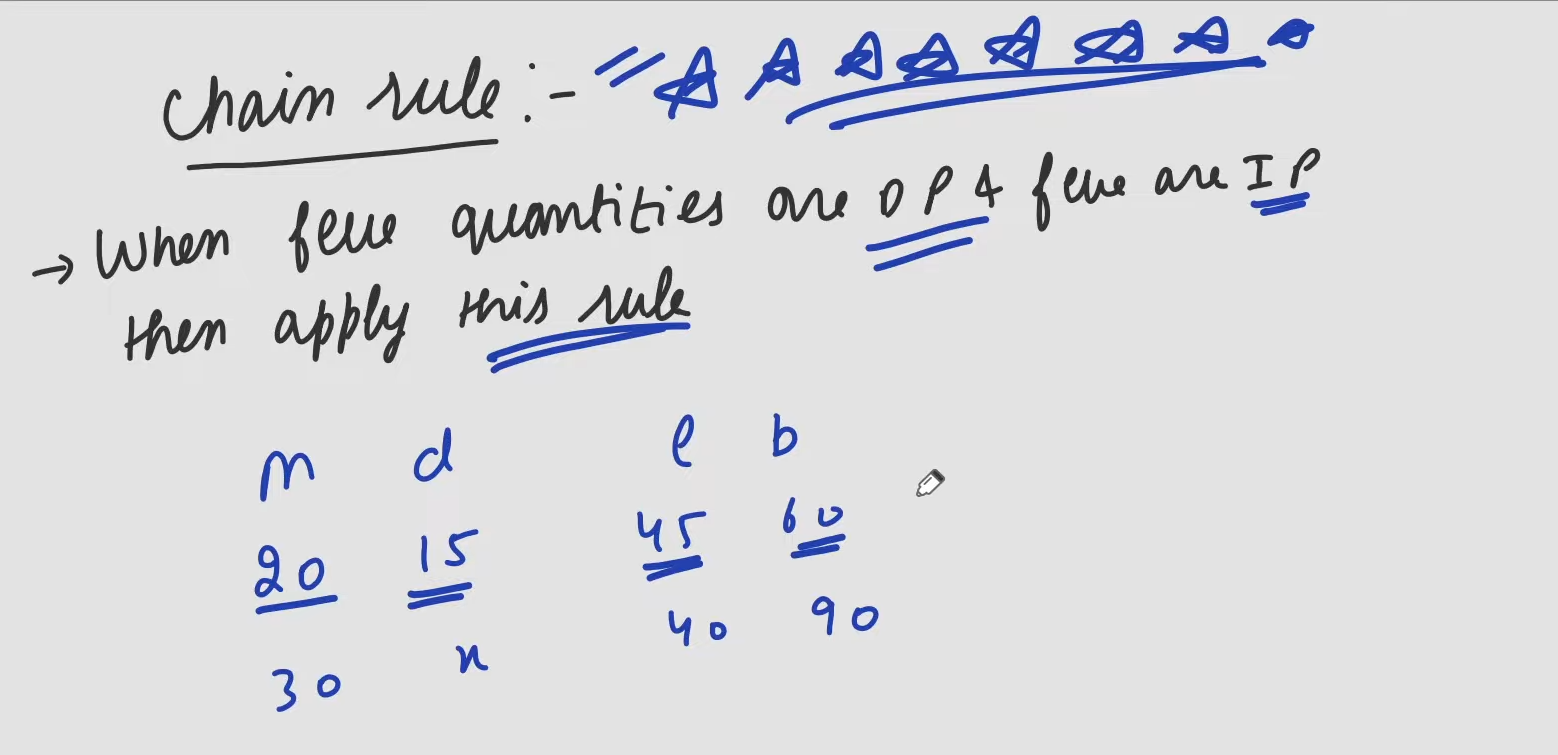 Chain rule :-
→ When few quantities are DP & few are IP
then apply this rule
m d l b
20 15 45 60
30 x 40 90